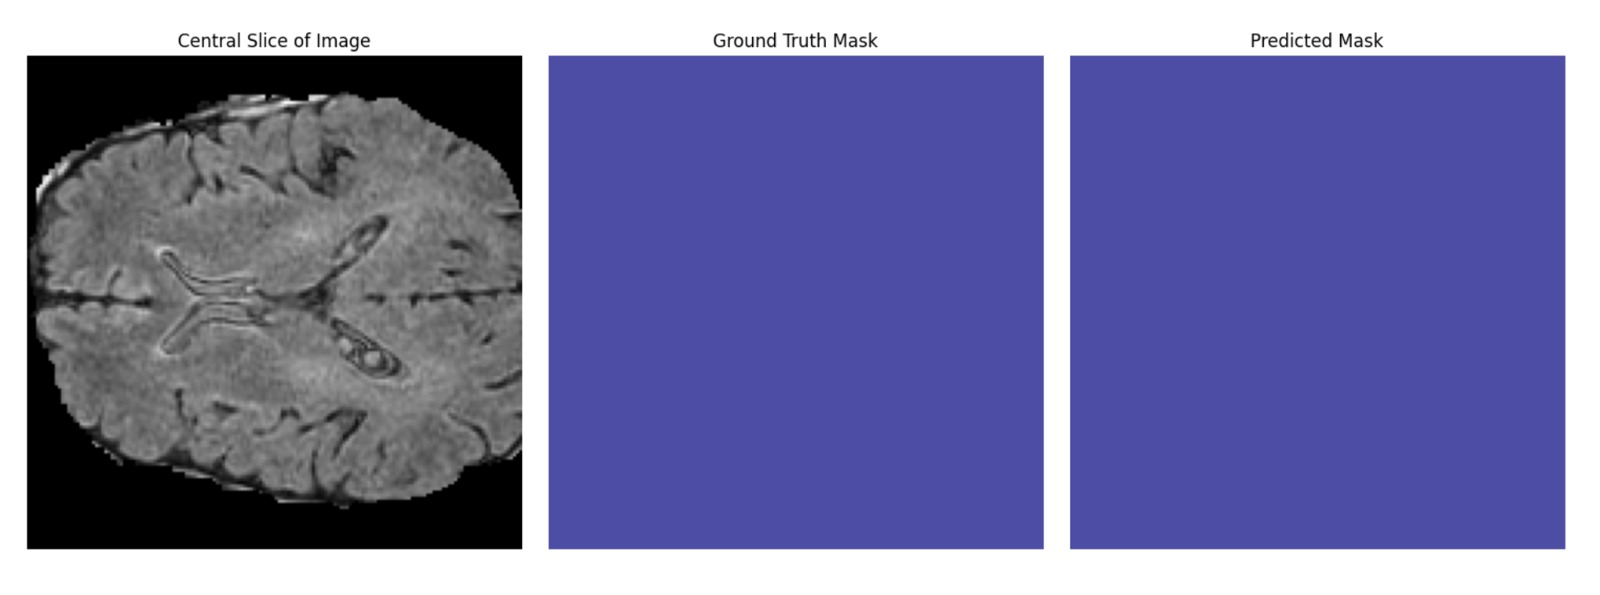 Central Slice of Image
Ground Truth Mask
Predicted Mask